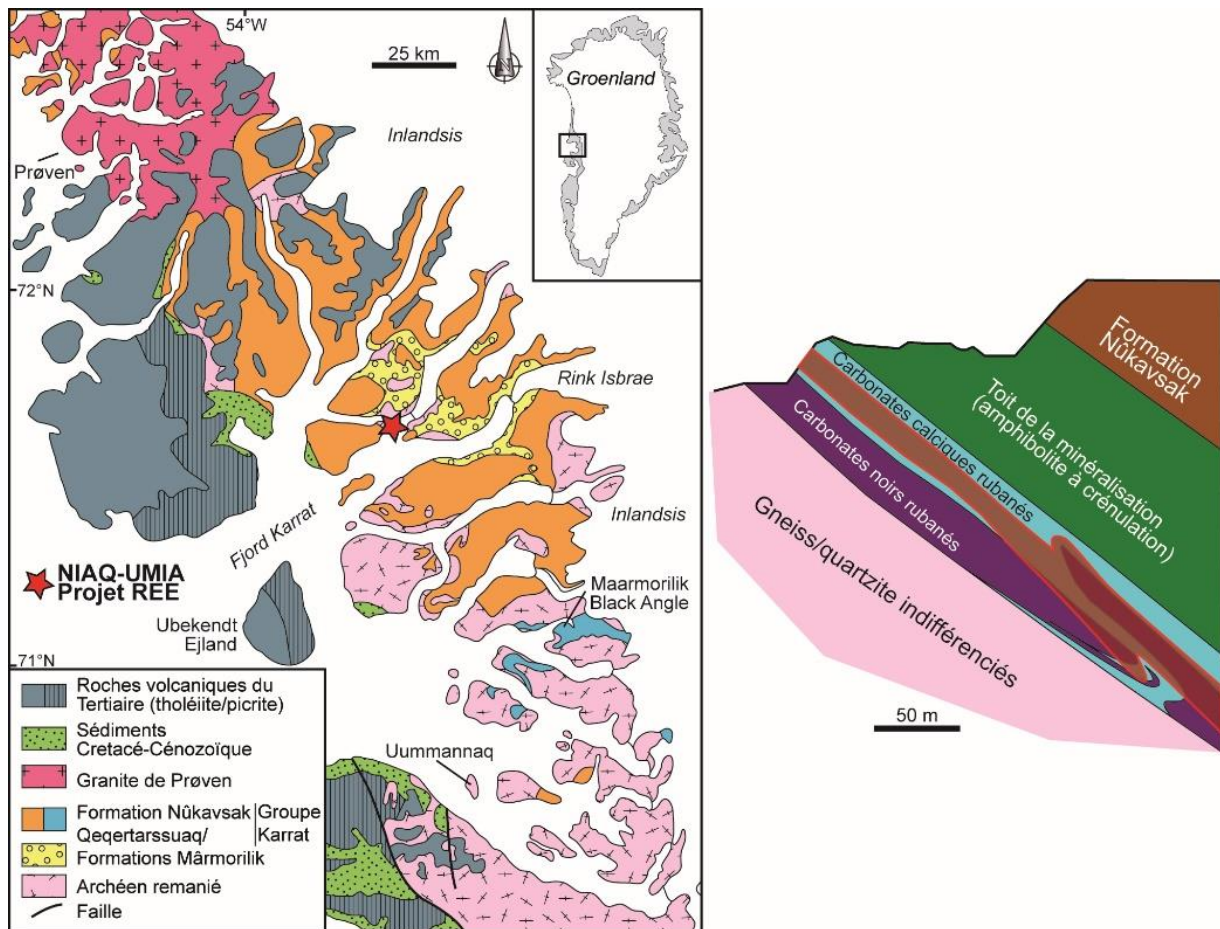 54°W
25 km
N
Groenland
Inlandsis
Prøven
72°N
Rink Isbrae
Fjord Karrat
Inlandsis
NIAQ-UMIA
Projet REE
Maarmorilik
Black Angle
Ubekendt
Ejland
71°N
Uummannaq
Roches volcaniques du
Tertiaire (tholéiite/picrite)
Sédiments
Cretacé-Cénozoïque
Granite de Prøven
Formation Nûkavsak
Qeqertarssuaq/
Groupe
Karrat
Formations Mârmorilik
Archéen remanié
Faille
Formation
Nûkavsak
Toit de la minéralisation
(amphibolite à crénulation)
Carbonates calciques rubanés
Carbonates noirs rubanés
Gneiss/quartzite indifférenciés
50 m